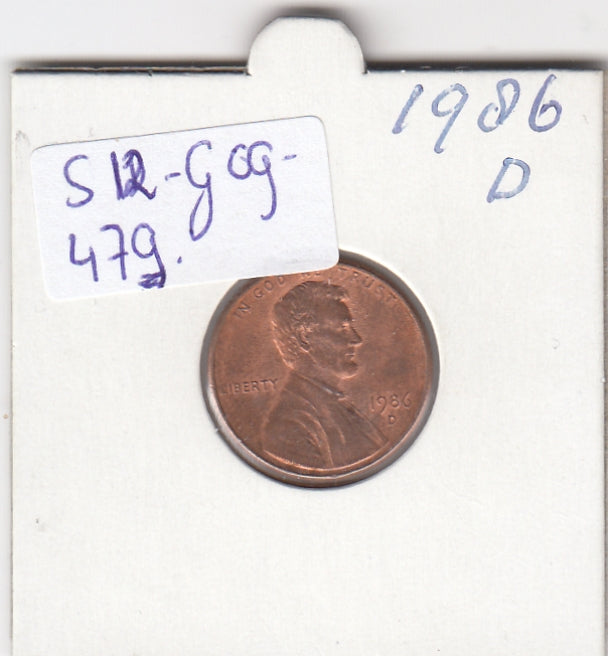 1986
D
S12-G09-
479.
IN GOD WE TRUST
LIBERTY
1986
D